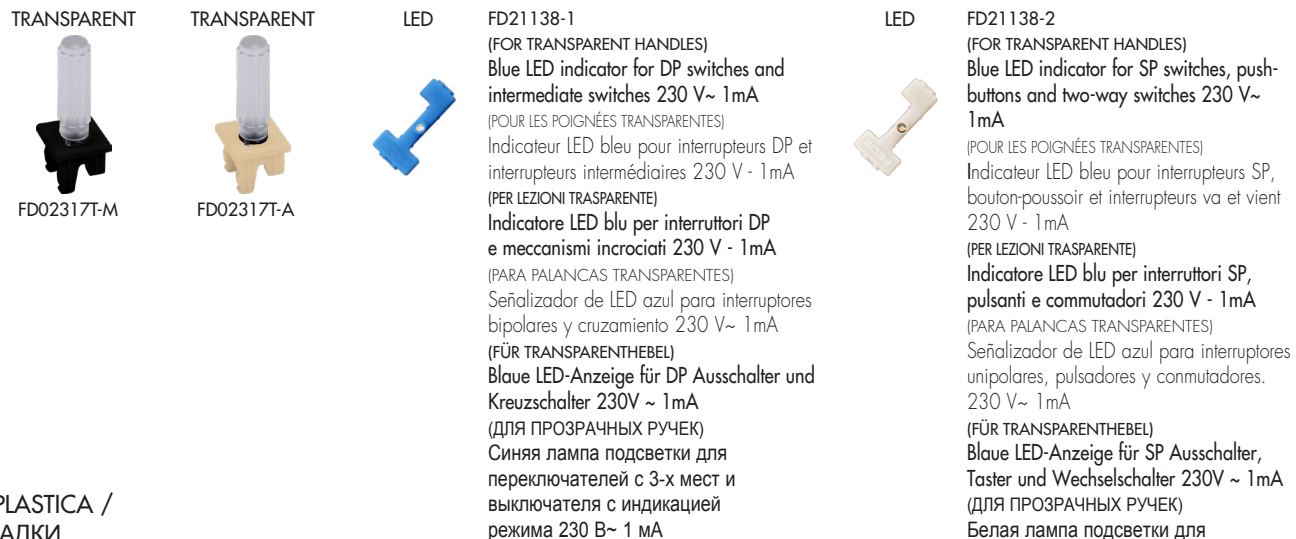 TRANSPARENT
FD02317T-M
TRANSPARENT
FD02317T-A
LED
FD21138-1
(FOR TRANSPARENT HANDLES)
Blue LED indicator for DP switches and
intermediate switches 230 V~ 1mA
(POUR LES POIGNÉES TRANSPARENTES)
Indicateur LED bleu pour interrupteurs DP et
interrupteurs intermédiaires 230 V - 1mA
(PER LEZIONI TRASPARENTE)
Indicatore LED blu per interruttori DP
e meccanismi incrociati 230 V - 1mA
(PARA PALANCAS TRANSPARENTES)
Señalizador de LED azul para interruptores
bipolares y cruzamiento 230 V~ 1mA
(FÜR TRANSPARENTHEBEL)
Blaue LED-Anzeige für DP Ausschalter und
Kreuzschalter 230V ~ 1mA
(ДЛЯ ПРОЗРАЧНЫХ РУЧЕК)
Синяя лампа подсветки для
переключателей с 3-х мест и
выключателя с индикацией
режима 230 В~ 1 мА
LED
FD21138-2
(FOR TRANSPARENT HANDLES)
Blue LED indicator for SP switches, push-
buttons and two-way switches 230 V~
1mA
(POUR LES POIGNÉES TRANSPARENTES)
Indicateur LED bleu pour interrupteurs SP,
bouton-poussoir et interrupteurs va et vient
230 V - 1mA
(PER LEZIONI TRASPARENTE)
Indicatore LED blu per interruttori SP,
pulsanti e commutadori 230 V - 1mA
(PARA PALANCAS TRANSPARENTES)
Señalizador de LED azul para interruptores
unipolares, pulsadores y conmutadores.
230 V~ 1mA
(FÜR TRANSPARENTHEBEL)
Blaue LED-Anzeige für SP Ausschalter,
Taster und Wechselschalter 230V ~ 1mA
(ДЛЯ ПРОЗРАЧНЫХ РУЧЕК)
Белая лампа подсветки для
PLASTICA /